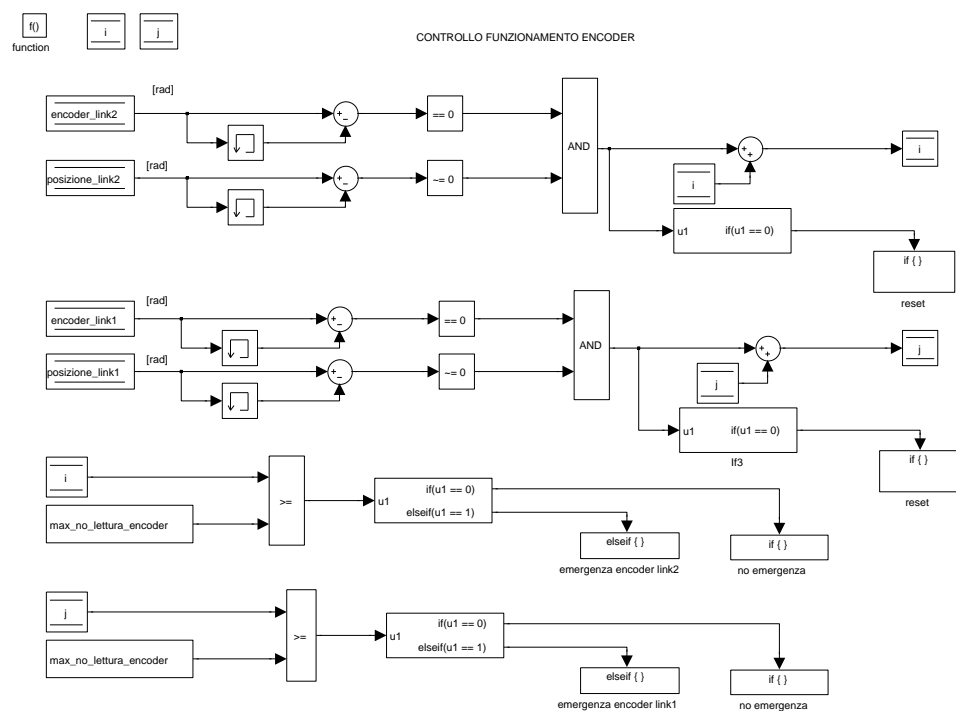 f()
function
i
j
CONTROLLO FUNZIONAMENTO ENCODER
[rad]
encoder_link2
+
−
== 0
AND
[rad]
posizione_link2
+
−
~= 0
+
+
i
i
u1 if(u1 == 0)
if { }
reset
[rad]
encoder_link1
+
−
== 0
AND
[rad]
posizione_link1
+
−
~= 0
+
+
j
j
u1 if(u1 == 0)
If3
if { }
reset
i
max_no_lettura_encoder
>=
u1
if(u1 == 0)
elseif(u1 == 1)
elseif { }
emergenza encoder link2
if { }
no emergenza
j
max_no_lettura_encoder
>=
u1
if(u1 == 0)
elseif(u1 == 1)
elseif { }
emergenza encoder link1
if { }
no emergenza